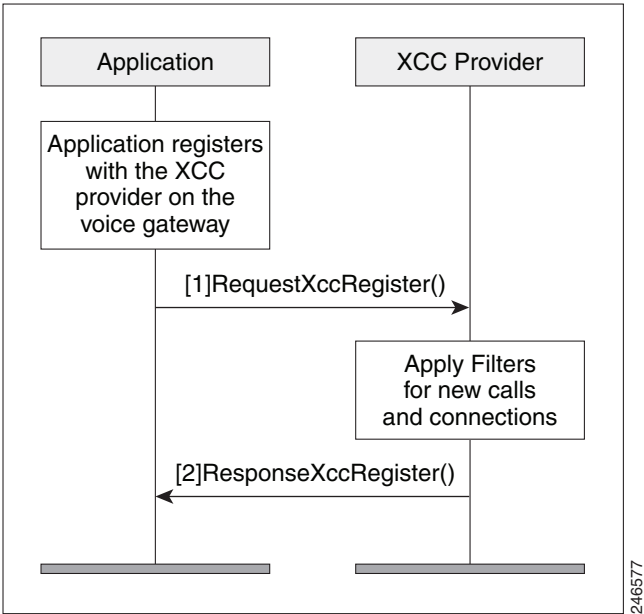 Application
XCC Provider
Application registers
with the XCC
provider on the
voice gateway
[1]RequestXccRegister()
Apply Filters
for new calls
and connections
[2]ResponseXccRegister()
246577